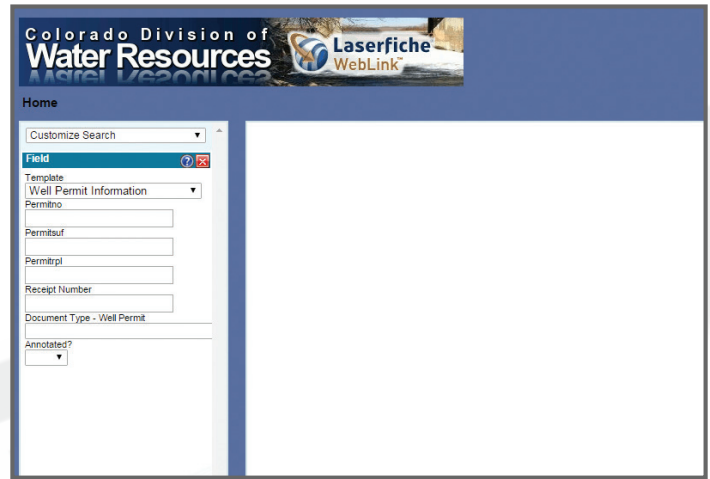 Colorado Division of
Water Resources
Laserfiche
WebLink™
Home
Customize Search
Field
Template
Well Permit Information
Permitno
Permitsuf
Permitrpl
Receipt Number
Document Type - Well Permit
Annotated?